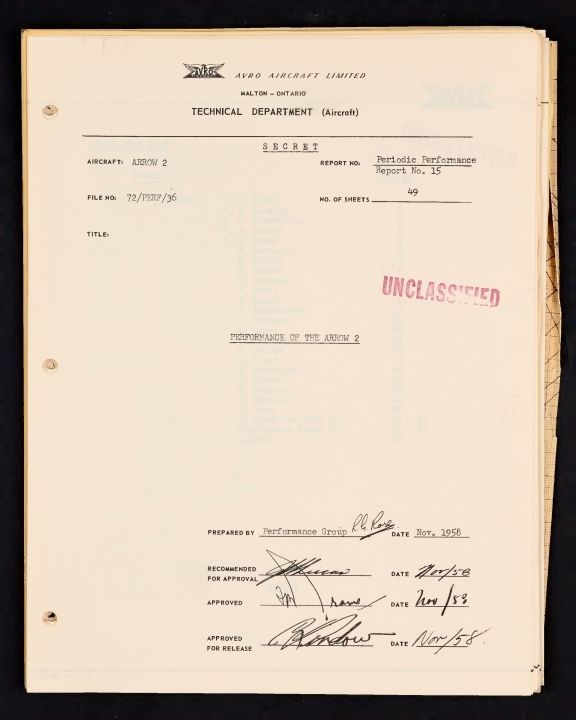 AVRO AVRO AIRCRAFT LIMITED
MALTON - ONTARIO
TECHNICAL DEPARTMENT (Aircraft)
SECRET
AIRCRAFT: ARROW 2
REPORT NO: Periodic Performance
Report No. 15
FILE NO: 72/PERF/36
NO. OF SHEETS 49
TITLE:
UNCLASSIFIED
PERFORMANCE OF THE ARROW 2
PREPARED BY Performance Group R.G. Rose DATE Nov. 1958
RECOMMENDED
FOR APPROVAL DATE Nov/58
APPROVED DATE Nov/58
APPROVED
FOR RELEASE DATE Nov/58.